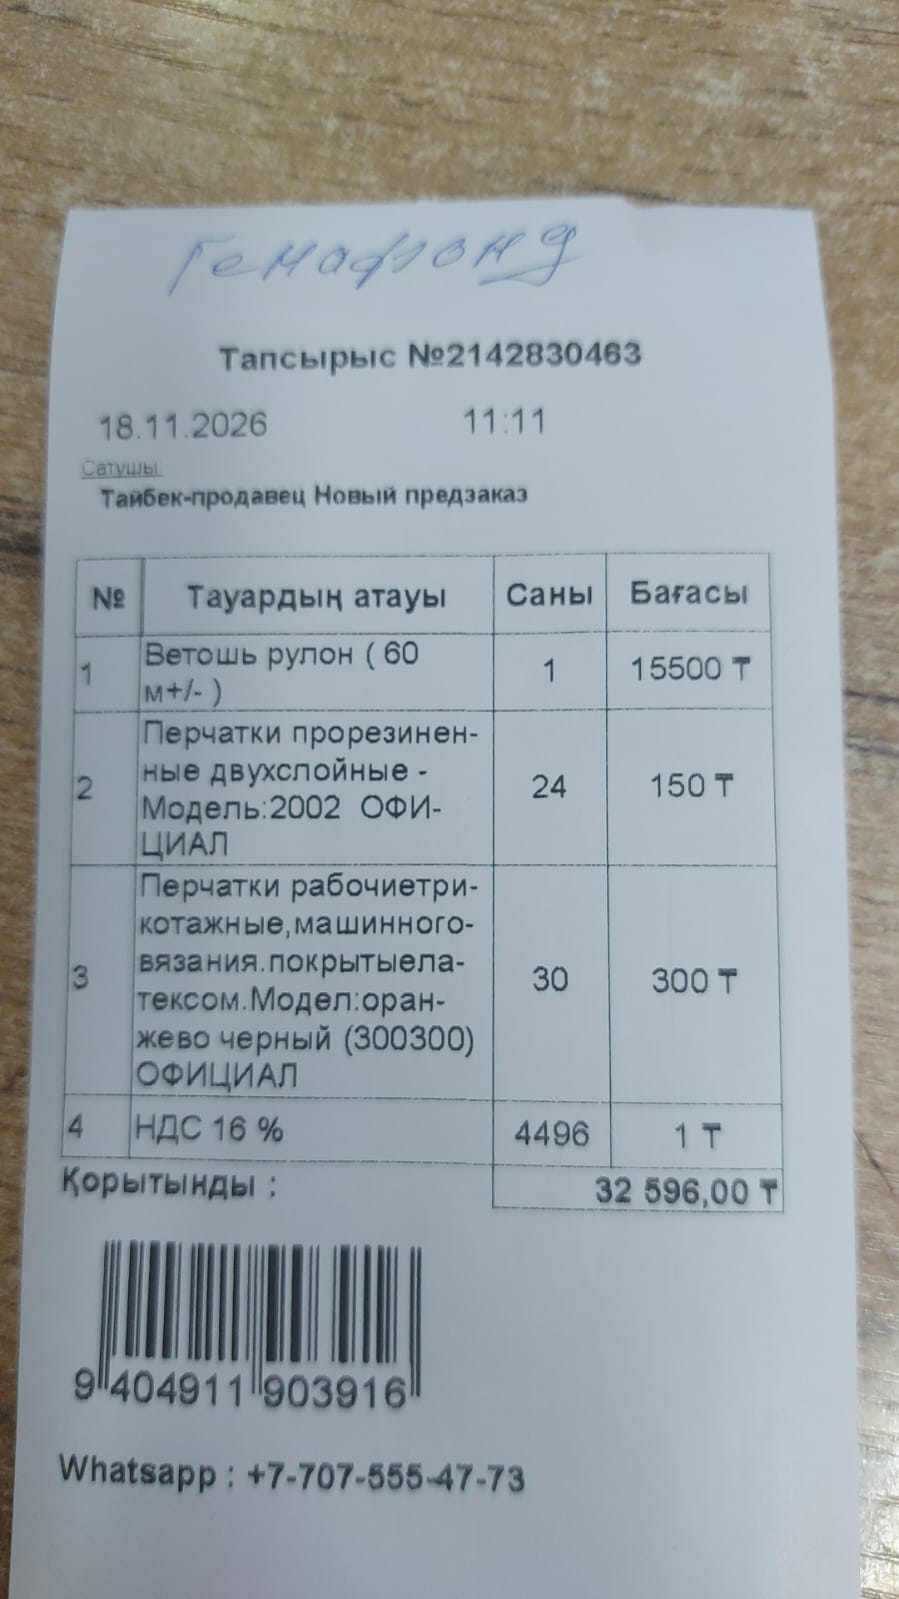 Генафонд
Тапсырыс №2142830463
18.11.2026 11:11
Сатушы:
Тайбек-продавец Новый предзаказ
№ Тауардың атауы Саны Бағасы
1 Ветошь рулон ( 60 1 15500 ₸
м+/- )
2 Перчатки прорезинен- 24 150 ₸
ные двухслойные -
Модель:2002 ОФИ-
ЦИАЛ
3 Перчатки рабочиетри- 30 300 ₸
котажные,машинного-
вязания.покрытыела-
тексом.Модел:оран-
жево черный (300300)
ОФИЦИАЛ
4 НДС 16 % 4496 1 ₸
Қорытынды : 32 596,00 ₸
9 404911 903916
Whatsapp : +7-707-555-47-73